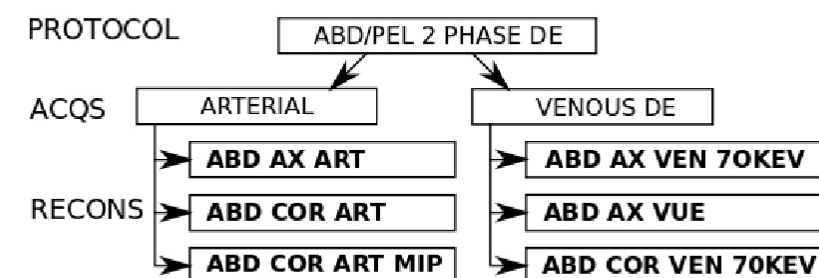 PROTOCOL ABD/PEL 2 PHASE DE
ACQS ARTERIAL VENOUS DE
ABD AX ART ABD AX VEN 70KEV
RECONS ABD COR ART ABD AX VUE
ABD COR ART MIP ABD COR VEN 70KEV